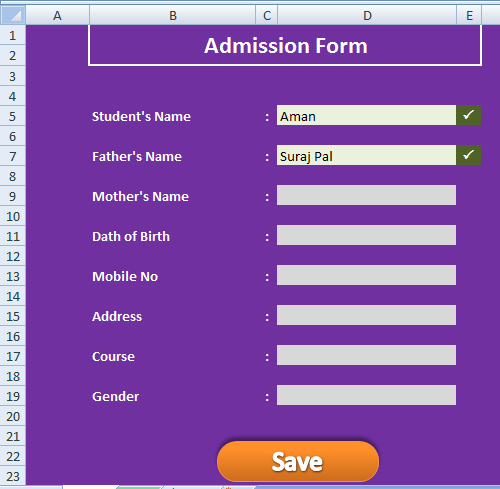 A B C D E
1
2 Admission Form
3
4
5 Student's Name : Aman ✓
6
7 Father's Name : Suraj Pal ✓
8
9 Mother's Name :
10
11 Dath of Birth :
12
13 Mobile No :
14
15 Address :
16
17 Course :
18
19 Gender :
20
21
22 Save
23